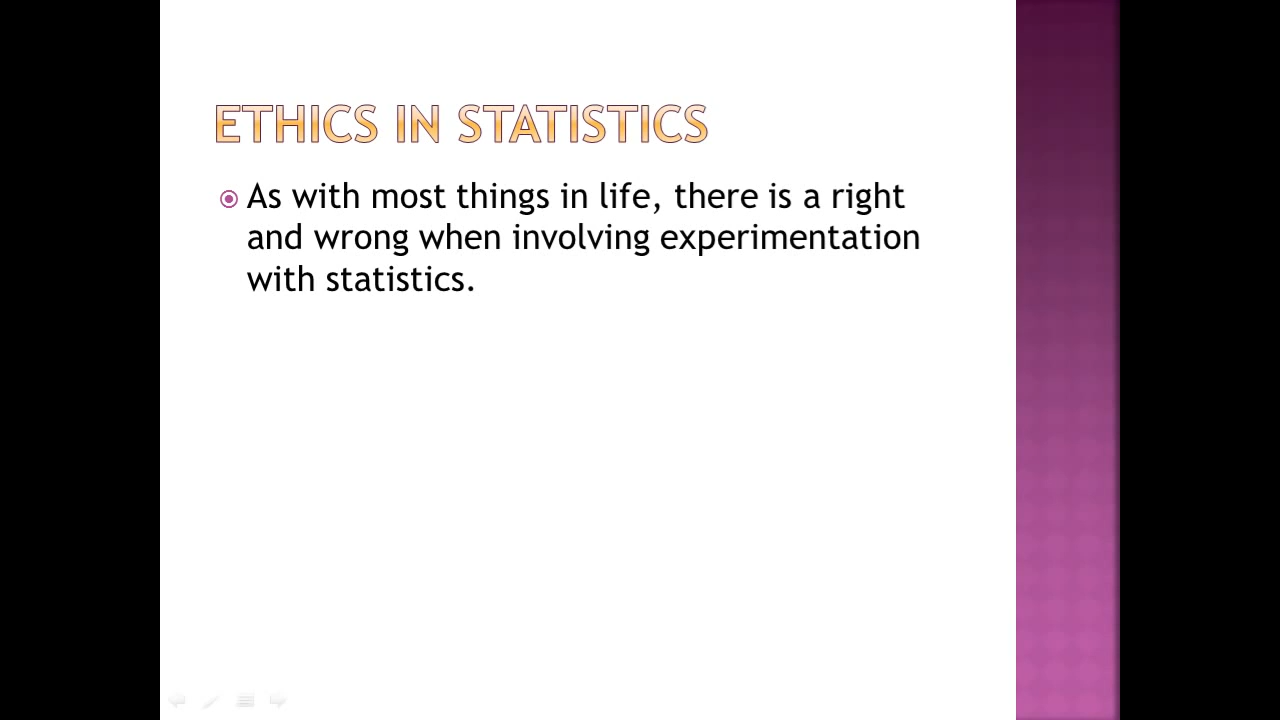 ETHICS IN STATISTICS
As with most things in life, there is a right
and wrong when involving experimentation
with statistics.